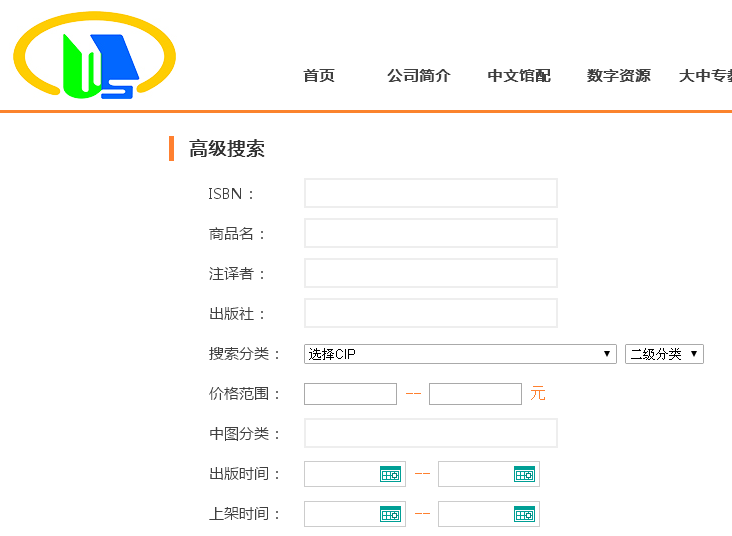 首页 公司简介 中文馆配 数字资源 大中专
高级搜索
ISBN：
商品名：
注译者：
出版社：
搜索分类： 选择CIP 二级分类
价格范围： -- 元
中图分类：
出版时间： --
上架时间： --